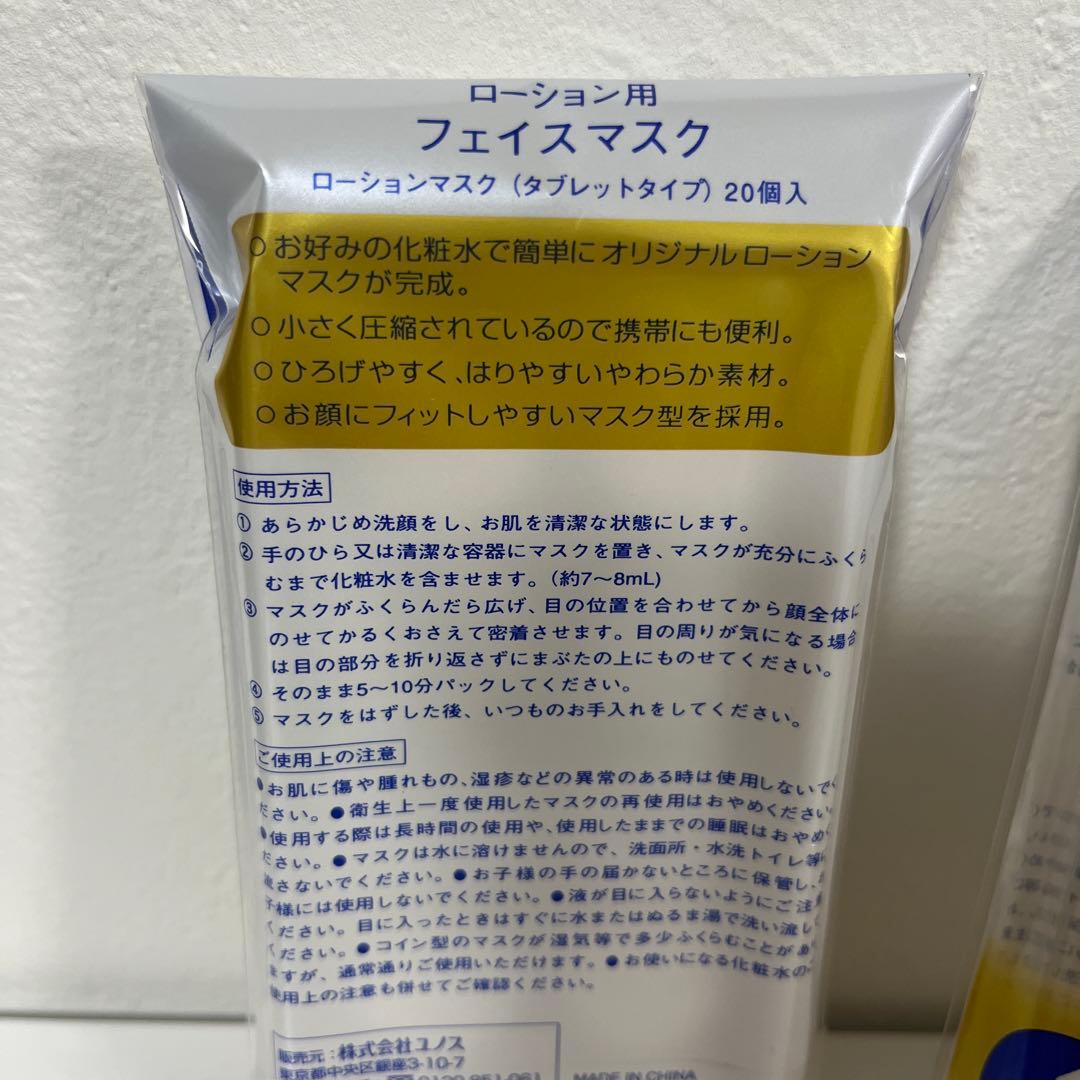 ローション用
フェイスマスク
ローションマスク（タブレットタイプ）20個入
○お好みの化粧水で簡単にオリジナルローション
マスクが完成。
○小さく圧縮されているので携帯にも便利。
○ひろげやすく、はりやすいやわらか素材。
○お顔にフィットしやすいマスク型を採用。
使用方法
① あらかじめ洗顔をし、お肌を清潔な状態にします。
② 手のひら又は清潔な容器にマスクを置き、マスクが充分にふくら
むまで化粧水を含ませます。（約7〜8mL）
③ マスクがふくらんだら広げ、目の位置を合わせてから顔全体に
のせてかるくおさえて密着させます。目の周りが気になる場合
は目の部分を折り返さずにまぶたの上にものせてください。
④ そのまま5〜10分パックしてください。
⑤ マスクをはずした後、いつものお手入れをしてください。
ご使用上の注意
●お肌に傷や腫れもの、湿疹などの異常のある時は使用しないでく
ださい。●衛生上一度使用したマスクの再使用はおやめください
●使用する際は長時間の使用や、使用したままでの睡眠はおやめ
ださい。●マスクは水に溶けませんので、洗面所・水洗トイレ等に
流さないでください。●お子様の手の届かないところに保管し、
子様には使用しないでください。●液が目に入らないようにご注意
ください。目に入ったときはすぐに水またはぬるま湯で洗い流し
ください。●コイン型のマスクが湿気等で多少ふくらむことがあ
ますが、通常通りご使用いただけます。●お使いになる化粧水の
使用上の注意も併せてご確認ください。
販売元：株式会社ユノス
東京都中央区銀座3-10-7
0120-951-061
MADE IN CHINA